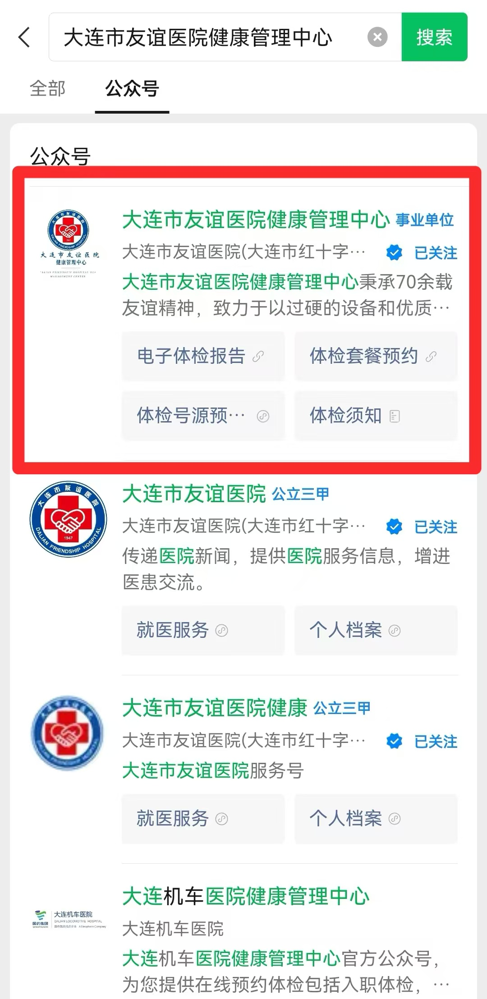 大连市友谊医院健康管理中心
搜索
全部 公众号
公众号
大连市友谊医院
健康管理中心
MANAGEMENT CENTER
大连市友谊医院健康管理中心 事业单位
大连市友谊医院(大连市红十字… 已关注
大连市友谊医院健康管理中心秉承70余载
友谊精神，致力于以过硬的设备和优质…
电子体检报告 体检套餐预约
体检号源预… 体检须知
大连市友谊医院
1947
DALIAN FRIENDSHIP HOSPITAL
大连市友谊医院 公立三甲
大连市友谊医院(大连市红十字… 已关注
传递医院新闻，提供医院服务信息，增进
医患交流。
就医服务 个人档案
大连市友谊医院健康 公立三甲
大连市友谊医院(大连市红十字… 已关注
大连市友谊医院服务号
就医服务 个人档案
国药集团
SINOPHARM
大连机车医院
DALIAN LOCOMOTIVE HOSPITAL
大连机车医院健康管理中心
大连机车医院
大连机车医院健康管理中心官方公众号，
为您提供在线预约体检包括入职体检，…